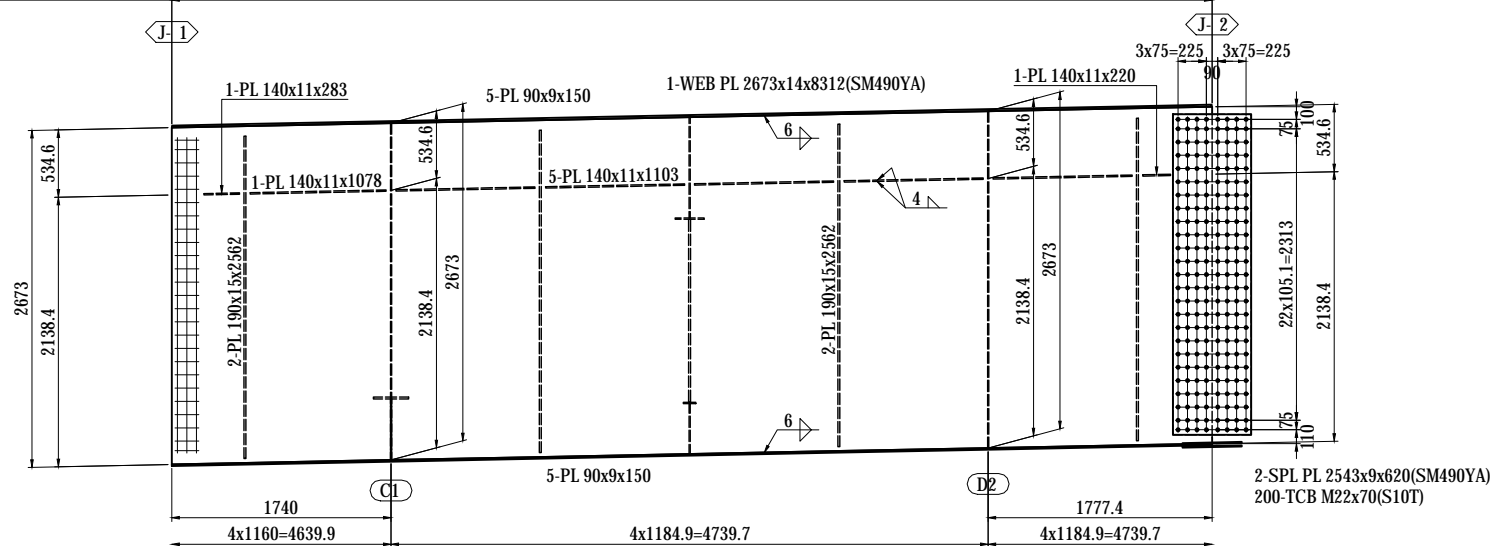 J- 1
J- 2
3x75=225
3x75=225
90
1-PL 140x11x283
5-PL 90x9x150
1-WEB PL 2673x14x8312(SM490YA)
1-PL 140x11x220
100
75
534.6
534.6
534.6
534.6
6
1-PL 140x11x1078
5-PL 140x11x1103
4
2673
2138.4
2-PL 190x15x2562
2138.4
2673
2-PL 190x15x2562
2138.4
2673
22x105.1=2313
2138.4
6
75
110
5-PL 90x9x150
C1
D2
2-SPL PL 2543x9x620(SM490YA)
200-TCB M22x70(S10T)
1740
1777.4
4x1160=4639.9
4x1184.9=4739.7
4x1184.9=4739.7